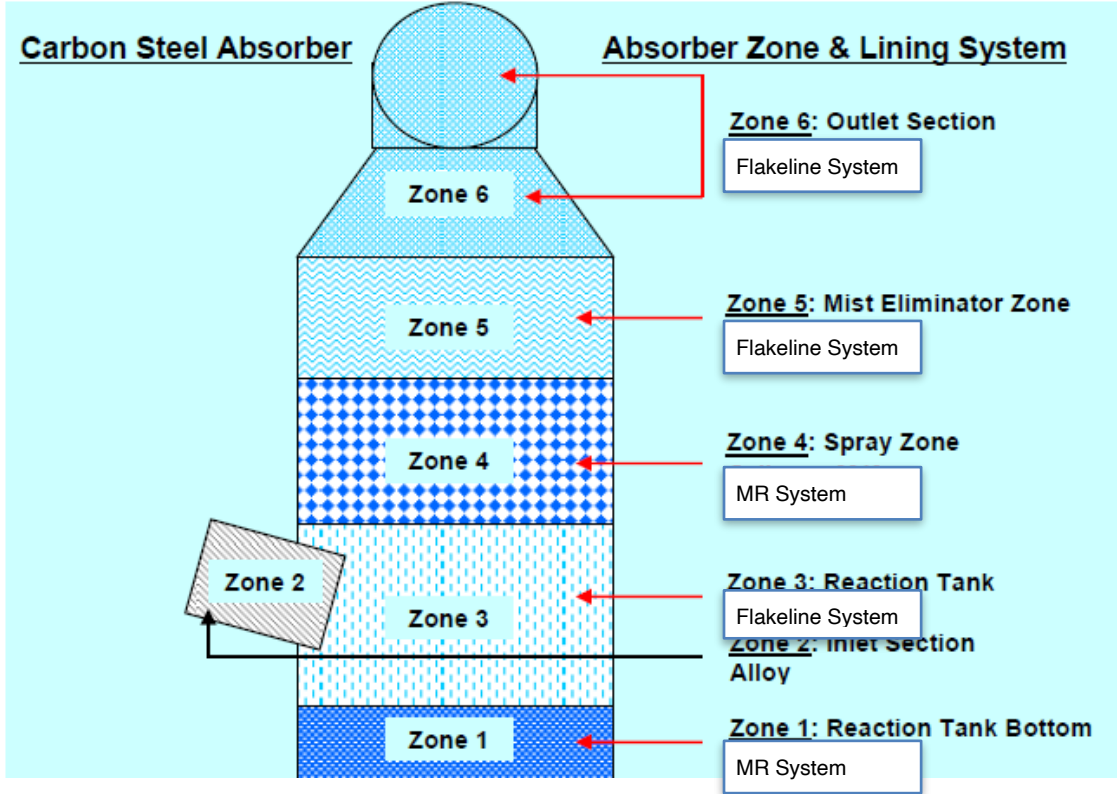 Carbon Steel Absorber
Absorber Zone & Lining System
Zone 6: Outlet Section
Flakeline System
Zone 6
Zone 5: Mist Eliminator Zone
Flakeline System
Zone 5
Zone 4: Spray Zone
MR System
Zone 4
Zone 3: Reaction Tank
Flakeline System
Zone 2
Zone 3
Zone 2: Inlet Section
Alloy
Zone 1: Reaction Tank Bottom
MR System
Zone 1